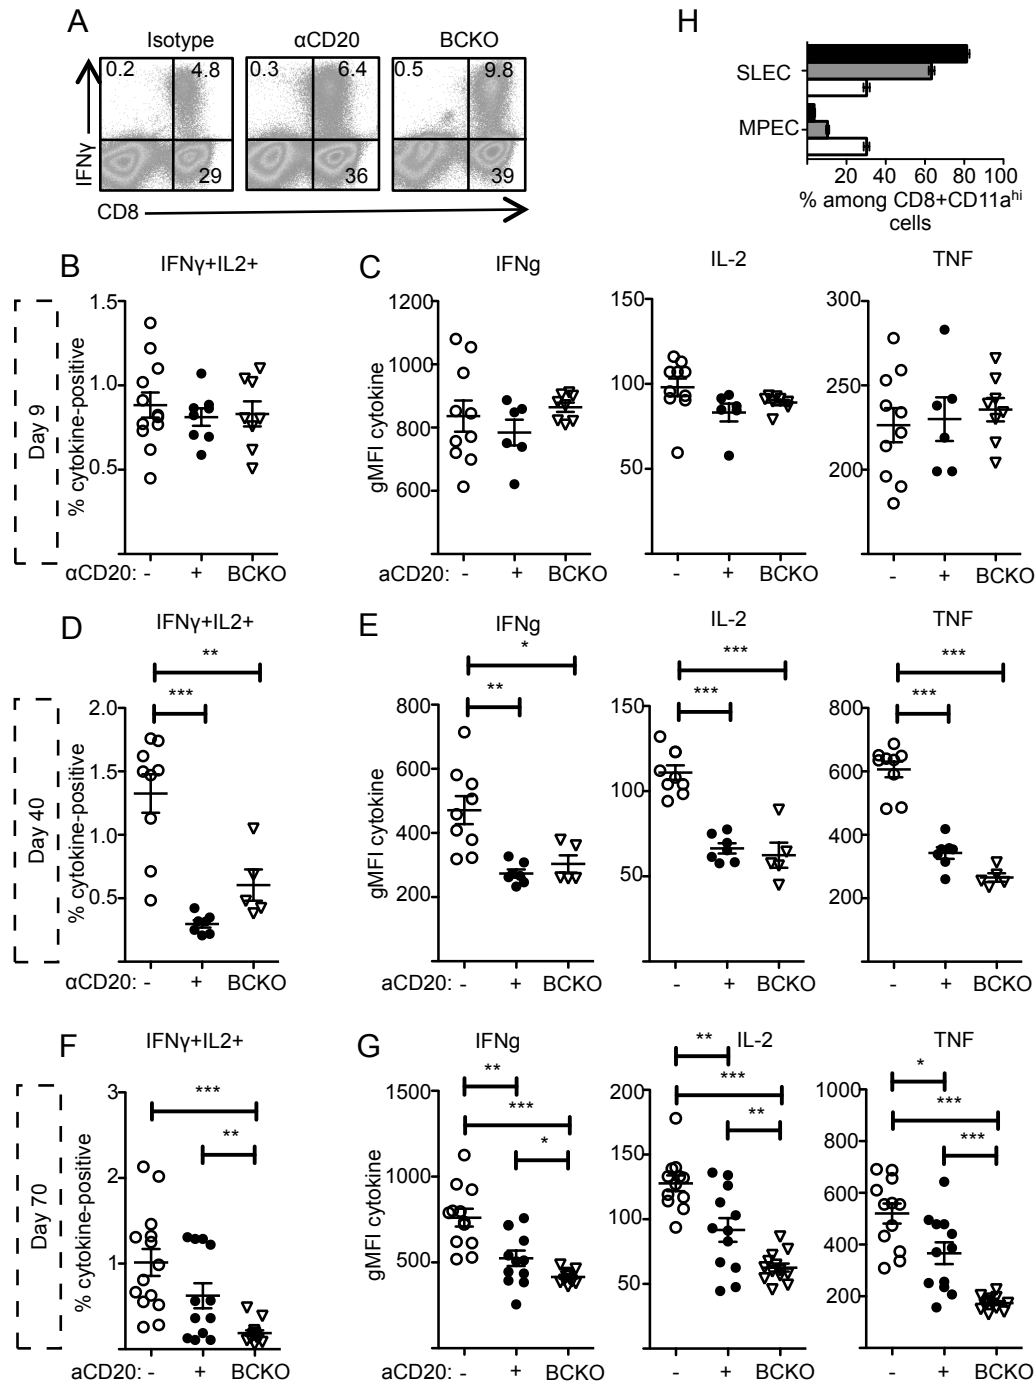 A
Isotype
αCD20
BCKO
0.2
4.8
0.3
6.4
0.5
9.8
29
36
39
IFNγ
CD8
H
SLEC
MPEC
20 40 60 80 100
% among CD8+CD11ahi
cells
B
IFNγ+IL2+
Day 9
% cytokine-positive
1.5
1.0
0.5
αCD20: - + BCKO
C
IFNg
gMFI cytokine
1200
1000
800
600
aCD20: - + BCKO
IL-2
150
100
50
- + BCKO
TNF
300
250
200
- + BCKO
D
IFNγ+IL2+
**
***
Day 40
% cytokine-positive
2.0
1.5
1.0
0.5
αCD20: - + BCKO
E
IFNg
*
**
gMFI cytokine
800
600
400
200
aCD20: - + BCKO
IL-2
***
***
150
100
50
- + BCKO
TNF
***
***
800
600
400
200
- + BCKO
F
IFNγ+IL2+
***
**
Day 70
% cytokine-positive
3
2
1
0
aCD20: - + BCKO
G
IFNg
**
***
*
gMFI cytokine
1500
1000
500
aCD20: - + BCKO
IL-2
**
***
**
200
150
100
50
- + BCKO
TNF
*
***
***
1000
800
600
400
200
- + BCKO